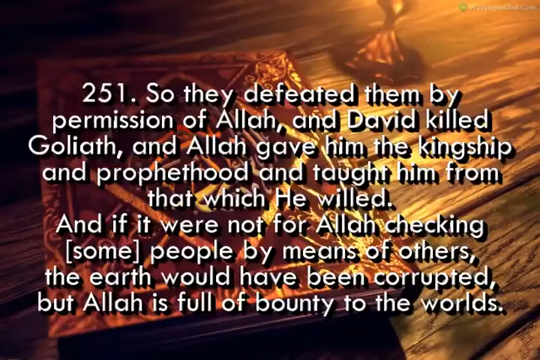 WallpaperDisk.Com
251. So they defeated them by
permission of Allah, and David killed
Goliath, and Allah gave him the kingship
and prophethood and taught him from
that which He willed.
And if it were not for Allah checking
[some] people by means of others,
the earth would have been corrupted,
but Allah is full of bounty to the worlds.